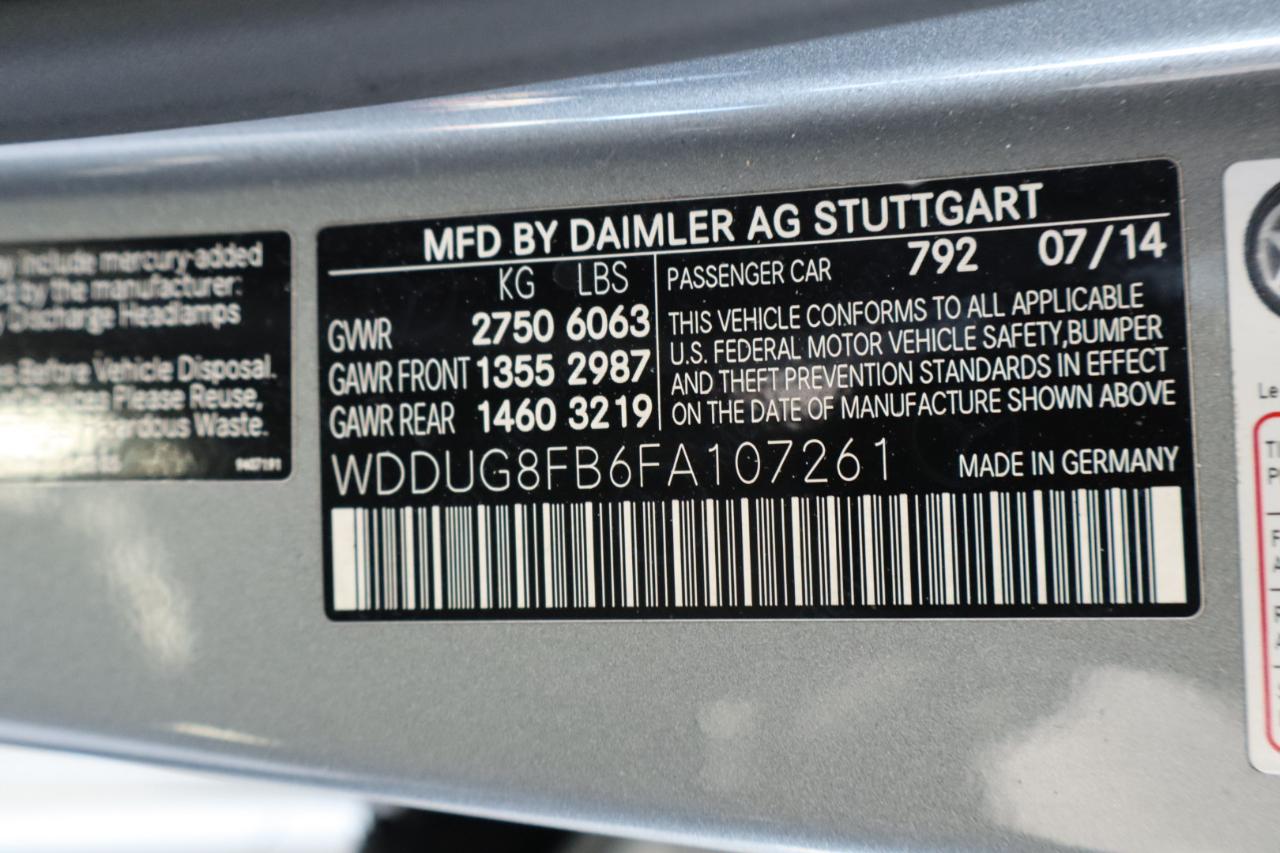 MFD BY DAIMLER AG STUTTGART
KG LBS
GVWR 2750 6063
GAWR FRONT 1355 2987
GAWR REAR 1460 3219
PASSENGER CAR 792 07/14
THIS VEHICLE CONFORMS TO ALL APPLICABLE
U.S. FEDERAL MOTOR VEHICLE SAFETY,BUMPER
AND THEFT PREVENTION STANDARDS IN EFFECT
ON THE DATE OF MANUFACTURE SHOWN ABOVE
WDDUG8FB6FA107261 MADE IN GERMANY
include mercury-added
by the manufacturer:
Discharge Headlamps
Before Vehicle Disposal.
Please Reuse,
Waste.